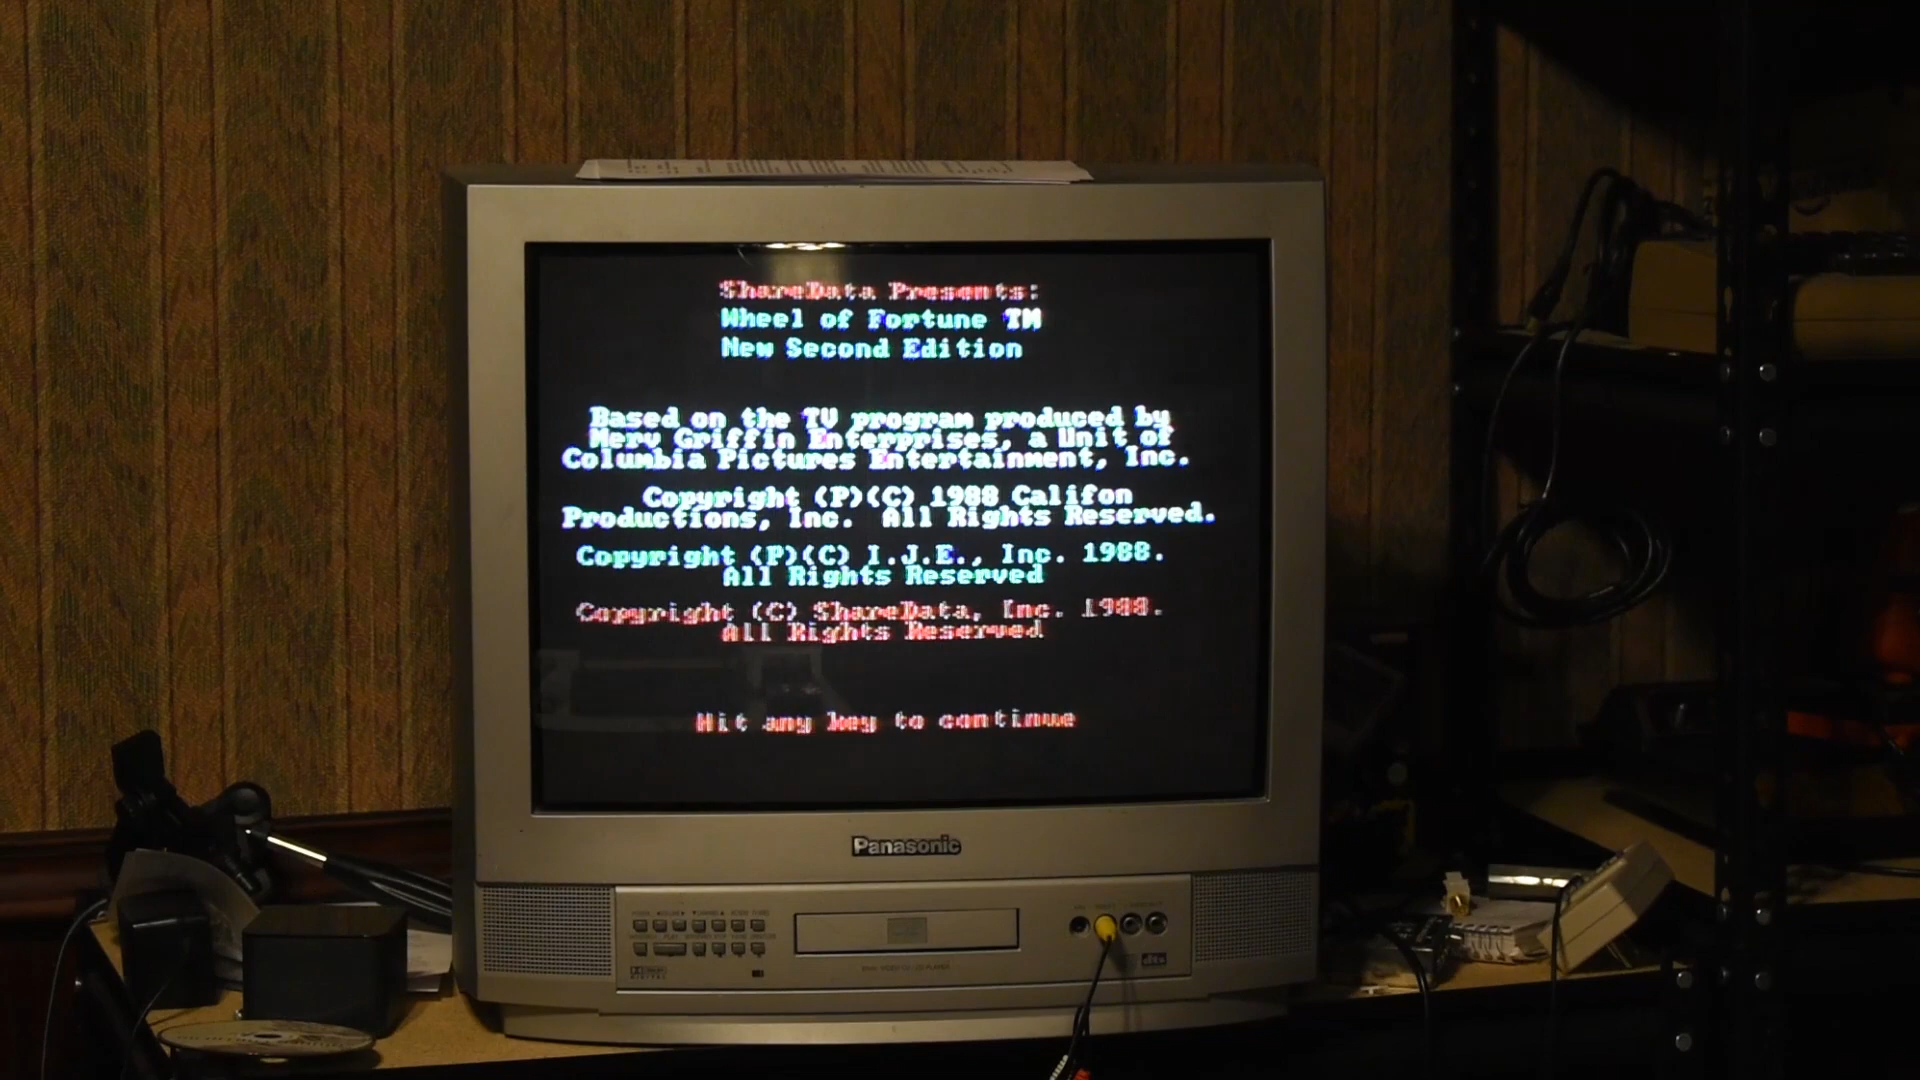 ShareData Presents:
Wheel of Fortune TM
New Second Edition
Based on the TV program produced by
Merv Griffin Enterprises, a Unit of
Columbia Pictures Entertainment, Inc.
Copyright (P)(C) 1988 Califon
Productions, Inc. All Rights Reserved.
Copyright (P)(C) I.J.E., Inc. 1988.
All Rights Reserved
Copyright (C) ShareData, Inc. 1988.
All Rights Reserved
Hit any key to continue
Panasonic
dts